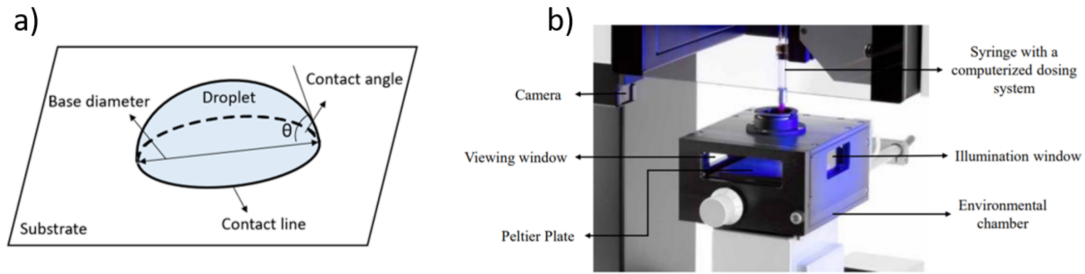 a)
Contact angle
Base diameter
Droplet
θ
Contact line
Substrate
b)
Syringe with a
computerized dosing
system
Camera
Viewing window
Illumination window
Peltier Plate
Environmental
chamber